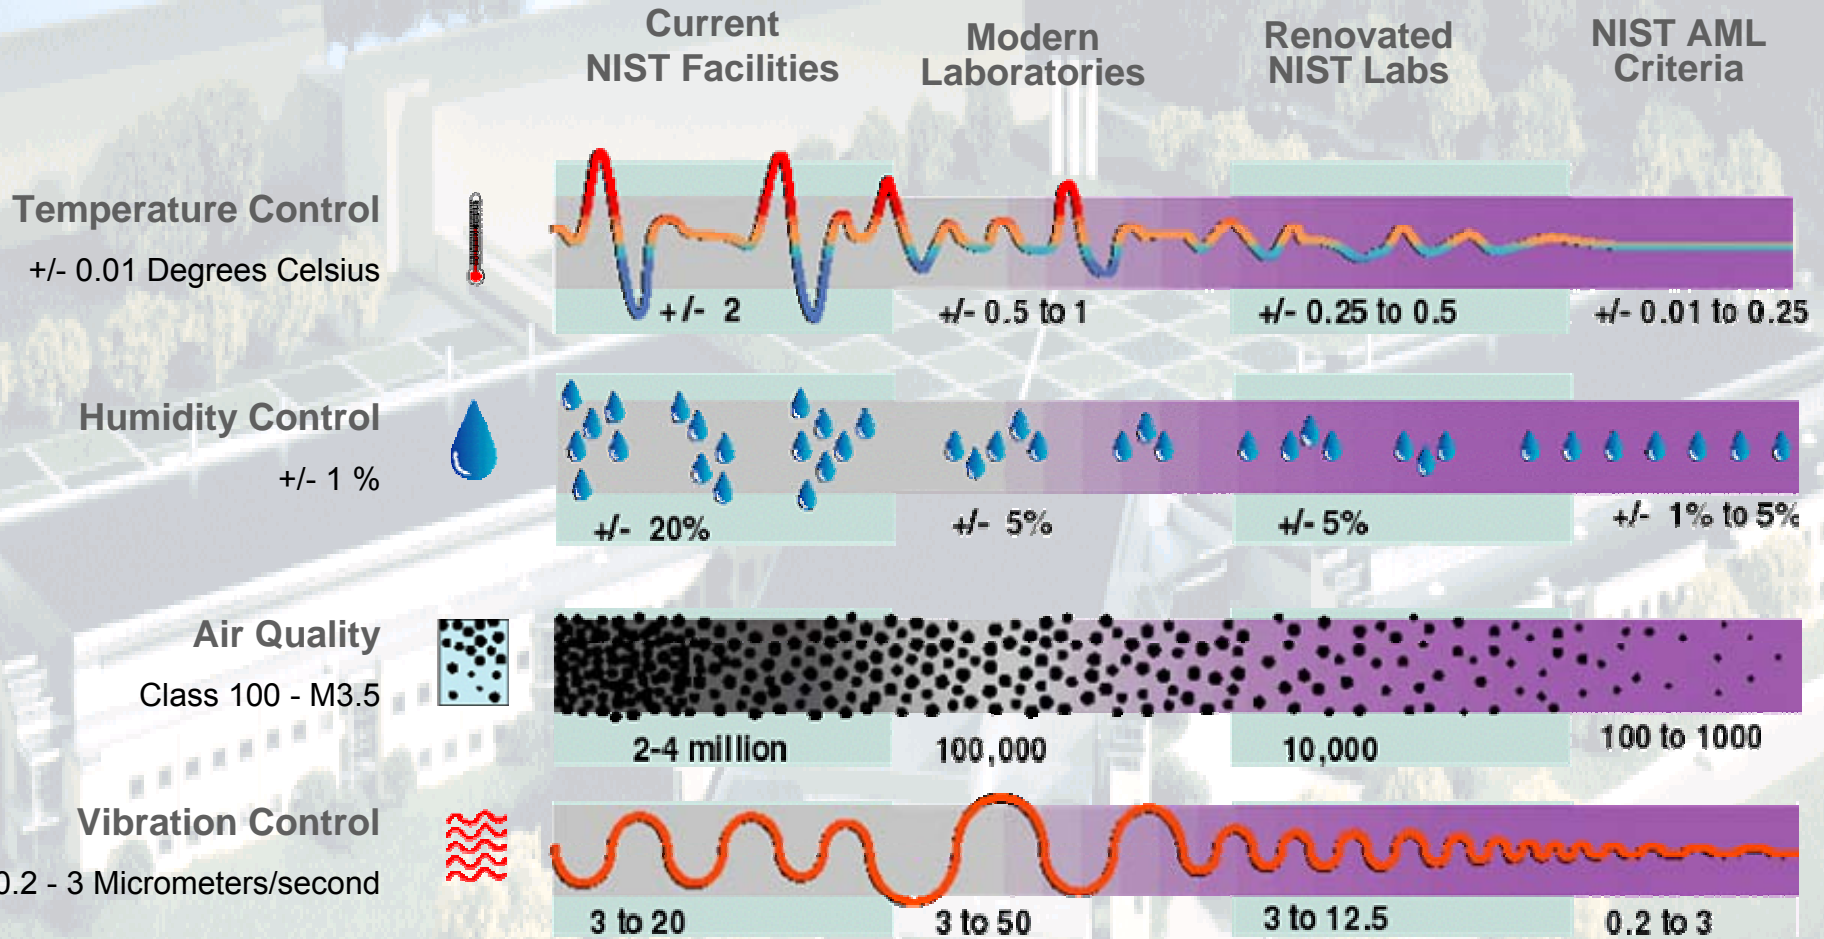 Current
NIST Facilities
Modern
Laboratories
Renovated
NIST Labs
NIST AML
Criteria
Temperature Control
+/- 0.01 Degrees Celsius
+/- 2
+/- 0.5 to 1
+/- 0.25 to 0.5
+/- 0.01 to 0.25
Humidity Control
+/- 1 %
+/- 20%
+/- 5%
+/- 5%
+/- 1% to 5%
Air Quality
Class 100 - M3.5
2-4 million
100,000
10,000
100 to 1000
Vibration Control
0.2 - 3 Micrometers/second
3 to 20
3 to 50
3 to 12.5
0.2 to 3